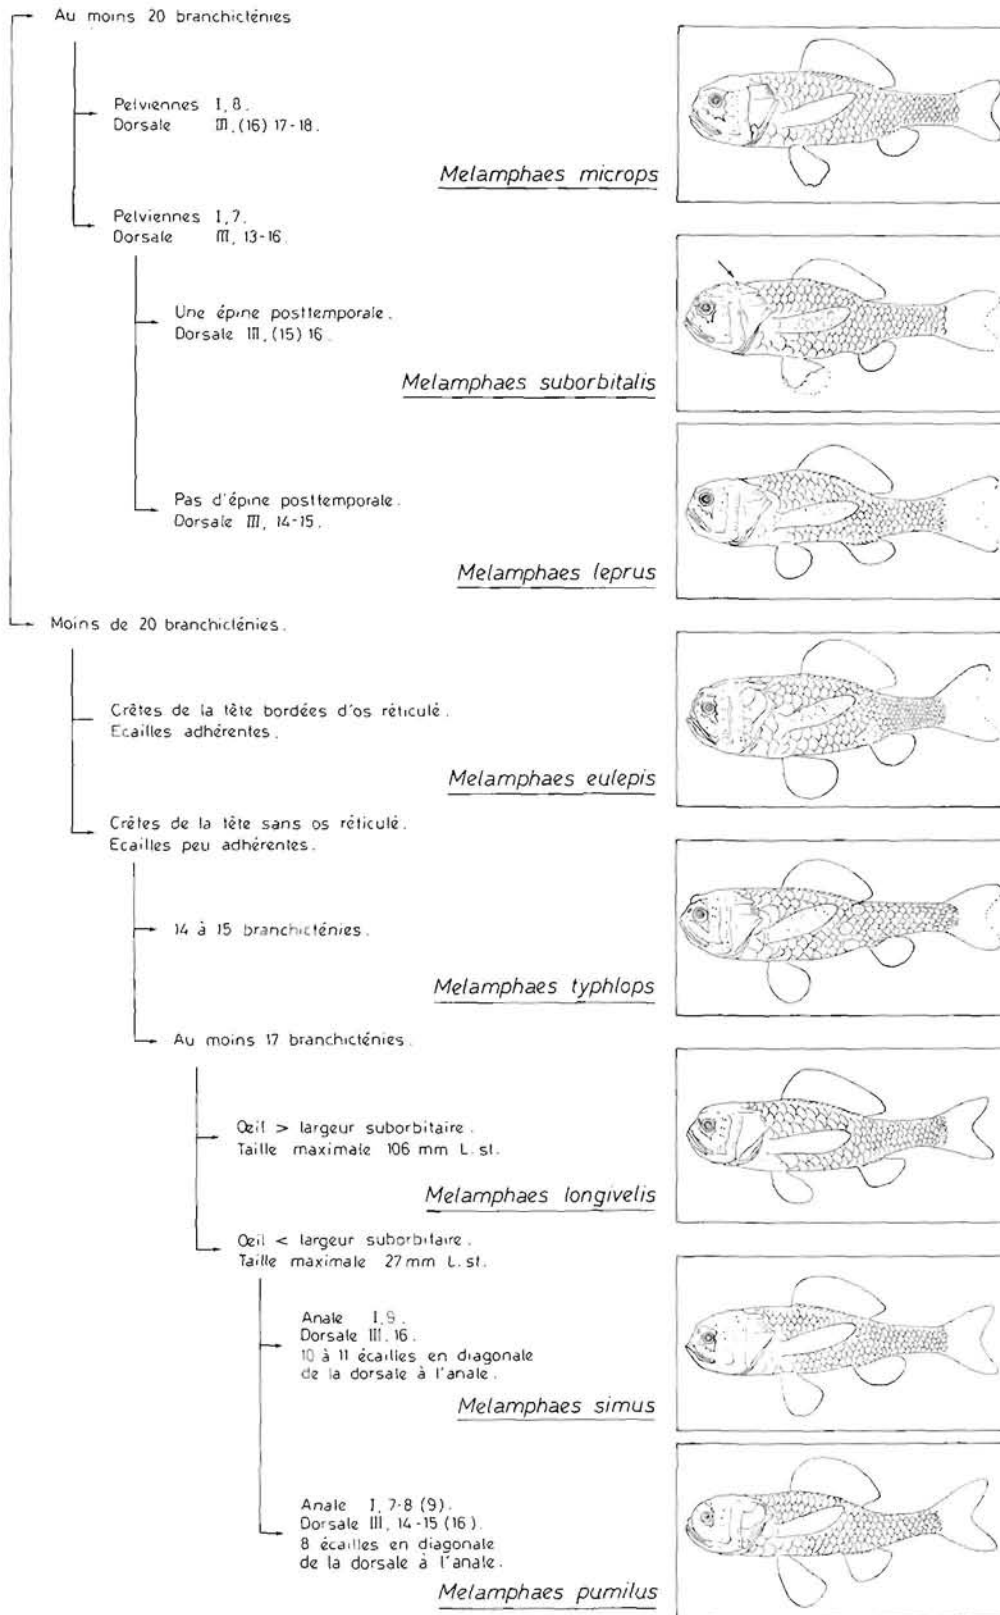 Au moins 20 branchicténies
Pelviennes I, 8.
Dorsale III, (16) 17-18.
Melamphaes microps
Pelviennes I, 7.
Dorsale III, 13-16.
Une épine posttemporale.
Dorsale III, (15) 16.
Melamphaes suborbitalis
Pas d'épine posttemporale.
Dorsale III, 14-15.
Melamphaes leprus
Moins de 20 branchicténies.
Crêtes de la tête bordées d'os réticulé.
Ecailles adhérentes.
Melamphaes eulepis
Crêtes de la tête sans os réticulé.
Ecailles peu adhérentes.
14 à 15 branchicténies.
Melamphaes typhlops
Au moins 17 branchicténies.
Œil > largeur suborbitaire.
Taille maximale 106 mm L. st.
Melamphaes longivelis
Œil < largeur suborbitaire.
Taille maximale 27 mm L. st.
Anale I, 9.
Dorsale III, 16.
10 à 11 écailles en diagonale
de la dorsale à l'anale.
Melamphaes simus
Anale I, 7-8 (9).
Dorsale III, 14-15 (16).
8 écailles en diagonale
de la dorsale à l'anale.
Melamphaes pumilus